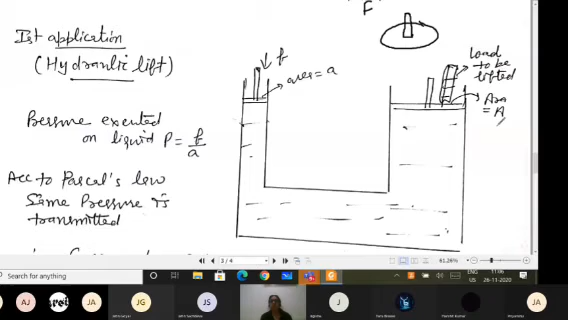 F
Ist application
(Hydraulic lift)
f
area = a
Load
to be
lifted
Area
= A
Pressure exerted
on liquid P = f/a
Acc to Pascal's law
Same Pressure is
transmitted
3 / 4
61.26%
Search for anything
ENG
11:06
26-11-2020
AJ
JA
JG
JS
J
JA